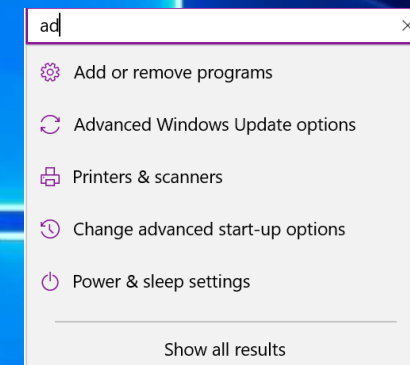 ad
Add or remove programs
Advanced Windows Update options
Printers & scanners
Change advanced start-up options
Power & sleep settings
Show all results